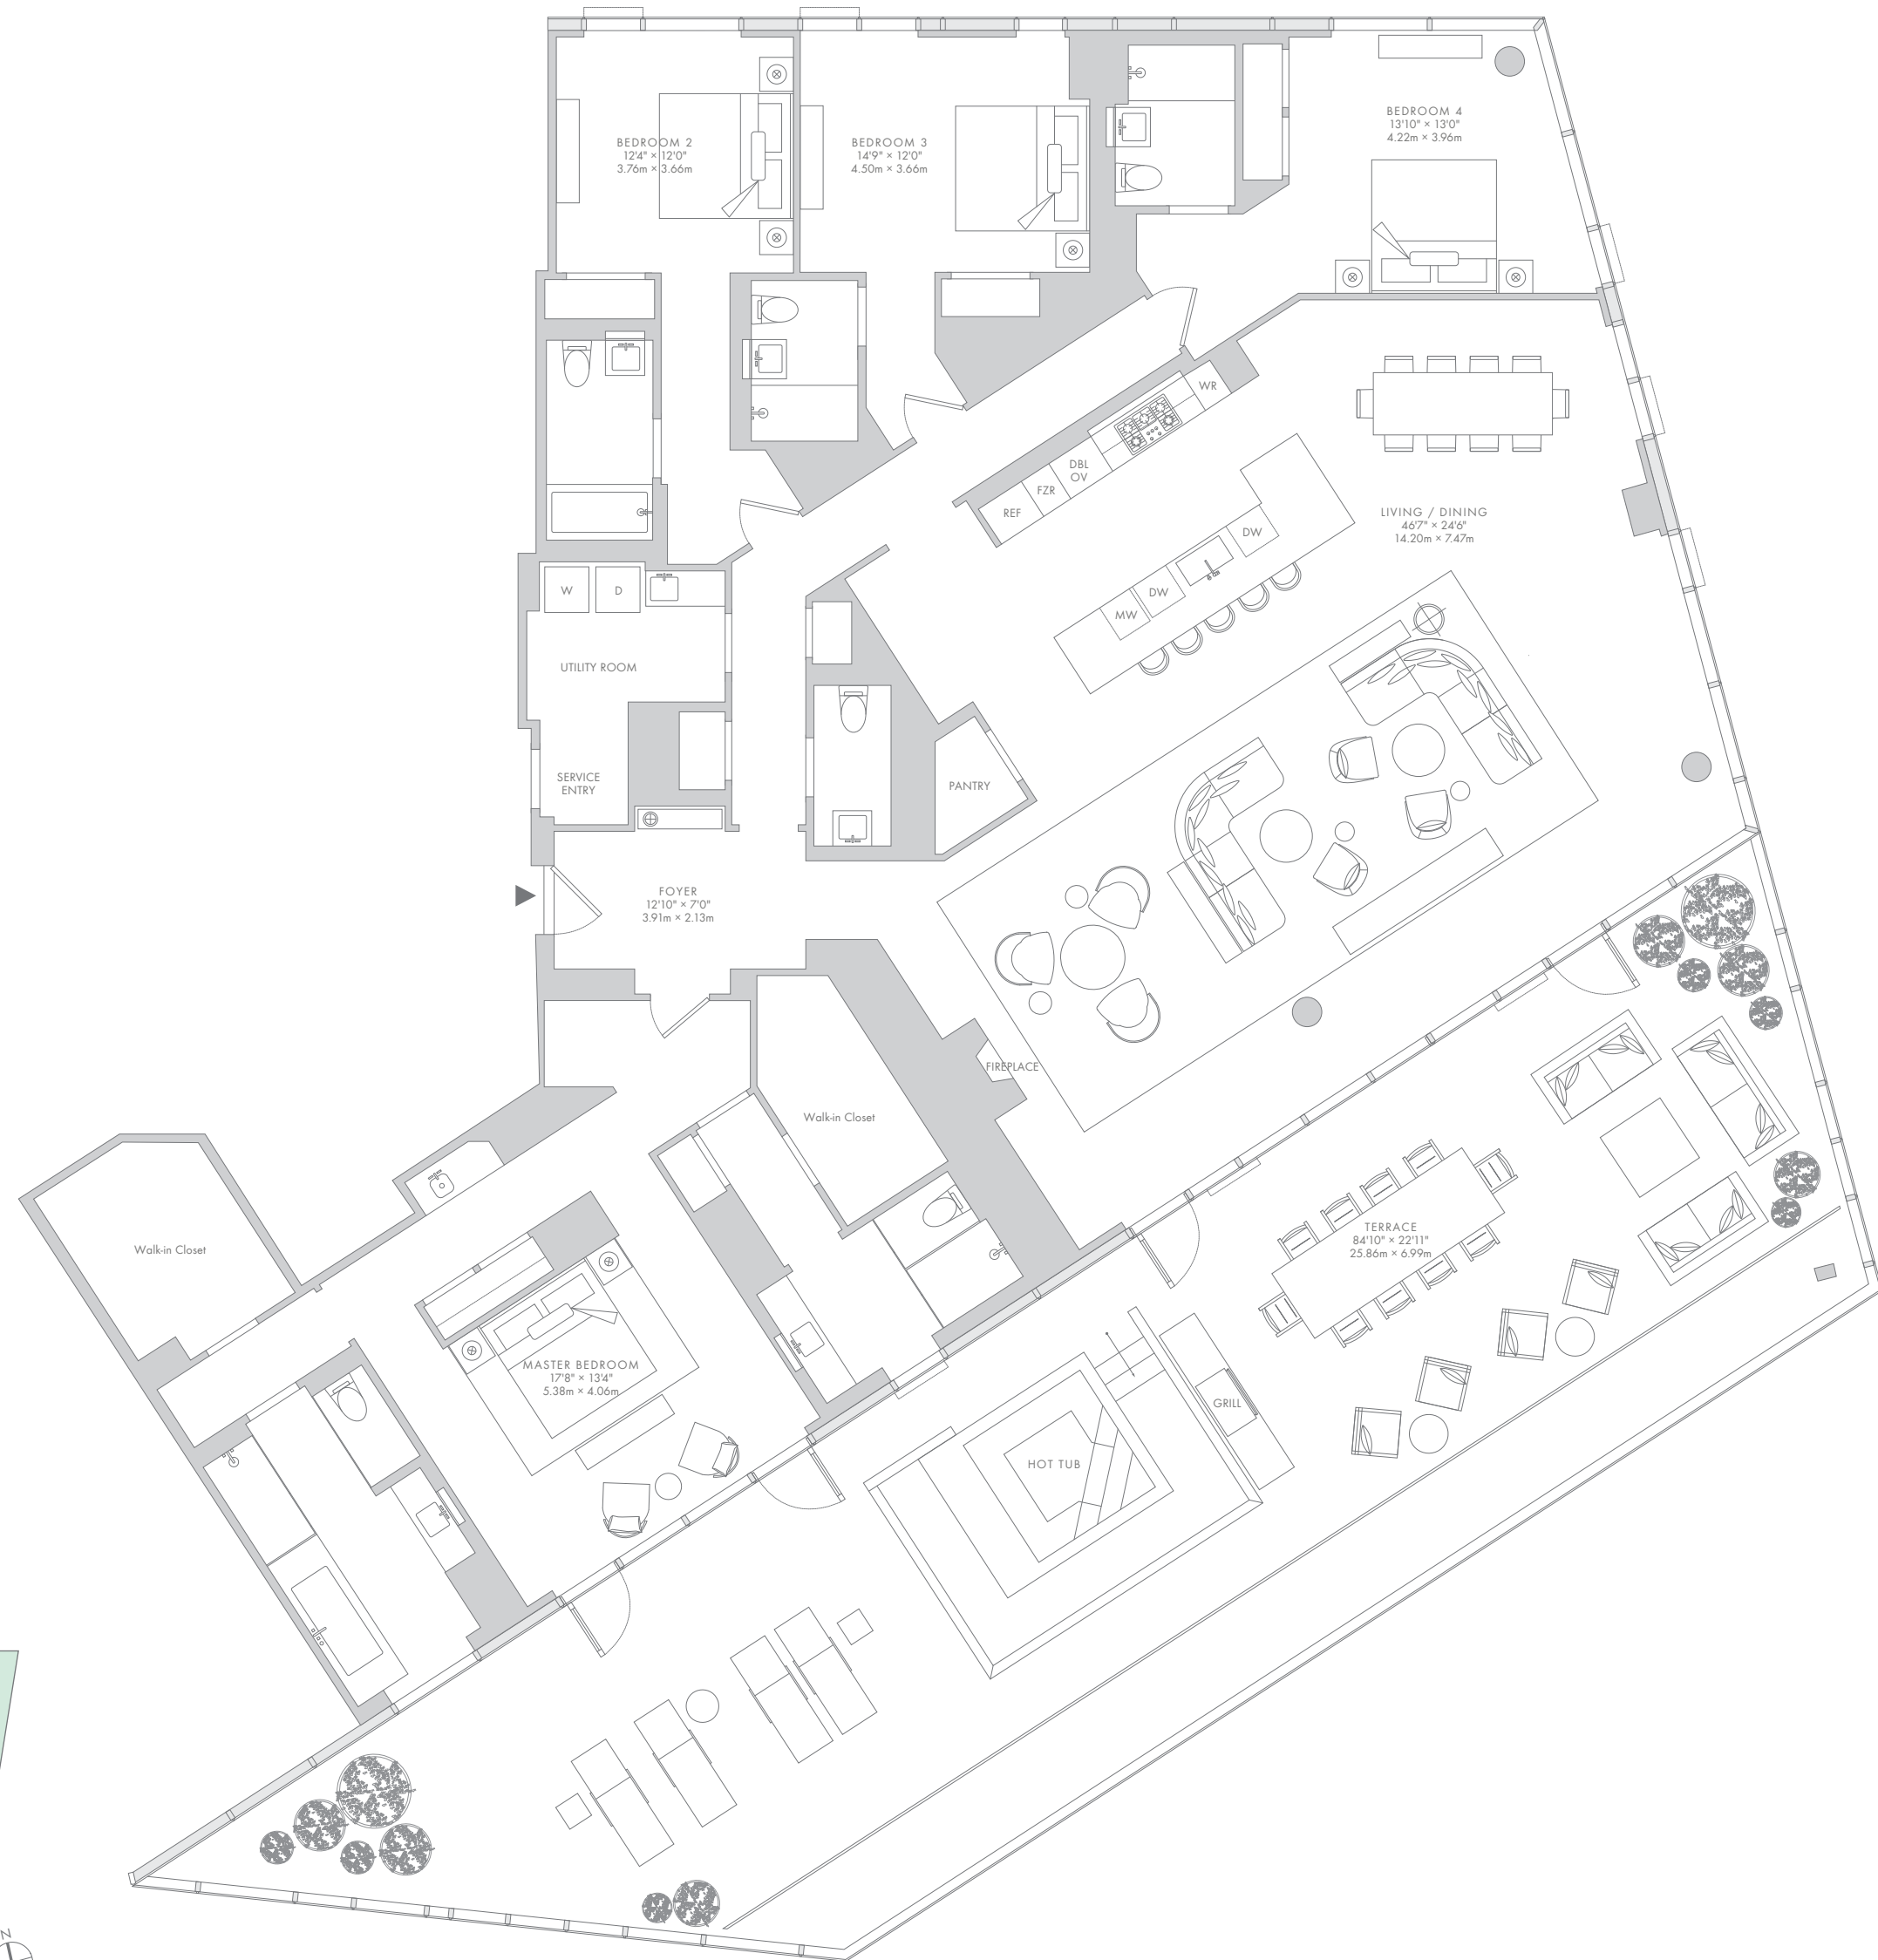 BEDROOM 2
12'4" × 12'0"
3.76m × 3.66m
BEDROOM 3
14'9" × 12'0"
4.50m × 3.66m
BEDROOM 4
13'10" × 13'0"
4.22m × 3.96m
WR
DBL
OV
FZR
REF
DW
DW
MW
LIVING / DINING
46'7" × 24'6"
14.20m × 7.47m
W
D
UTILITY ROOM
SERVICE
ENTRY
PANTRY
FOYER
12'10" × 7'0"
3.91m × 2.13m
FIREPLACE
Walk-in Closet
Walk-in Closet
TERRACE
84'10" × 22'11"
25.86m × 6.99m
MASTER BEDROOM
17'8" × 13'4"
5.38m × 4.06m
GRILL
HOT TUB
N